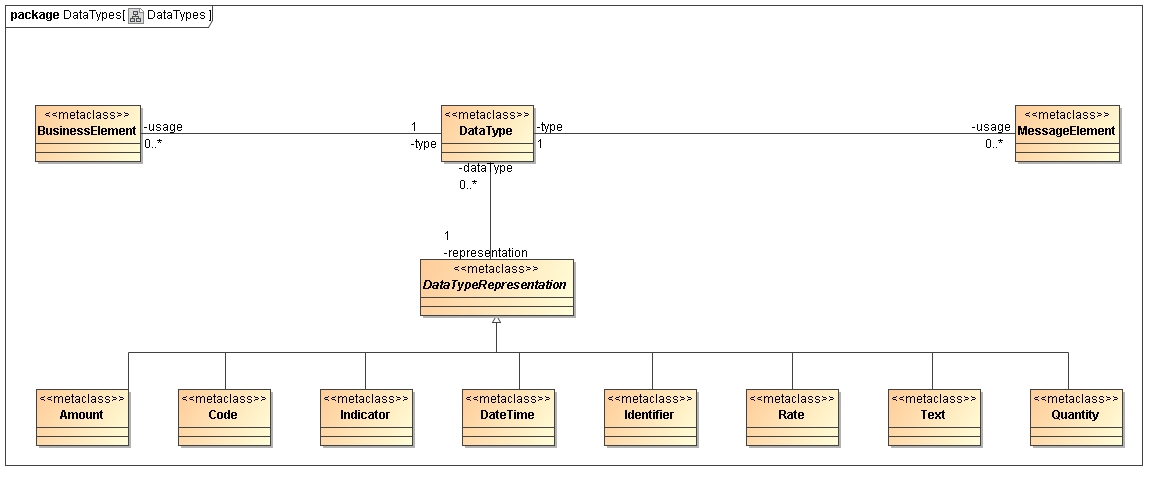 package DataTypes[ DataTypes ]
<<metaclass>>
BusinessElement
-usage
0..*
1
-type
<<metaclass>>
DataType
-type
1
-usage
0..*
<<metaclass>>
MessageElement
-dataType
0..*
1
-representation
<<metaclass>>
DataTypeRepresentation
<<metaclass>>
Amount
<<metaclass>>
Code
<<metaclass>>
Indicator
<<metaclass>>
DateTime
<<metaclass>>
Identifier
<<metaclass>>
Rate
<<metaclass>>
Text
<<metaclass>>
Quantity